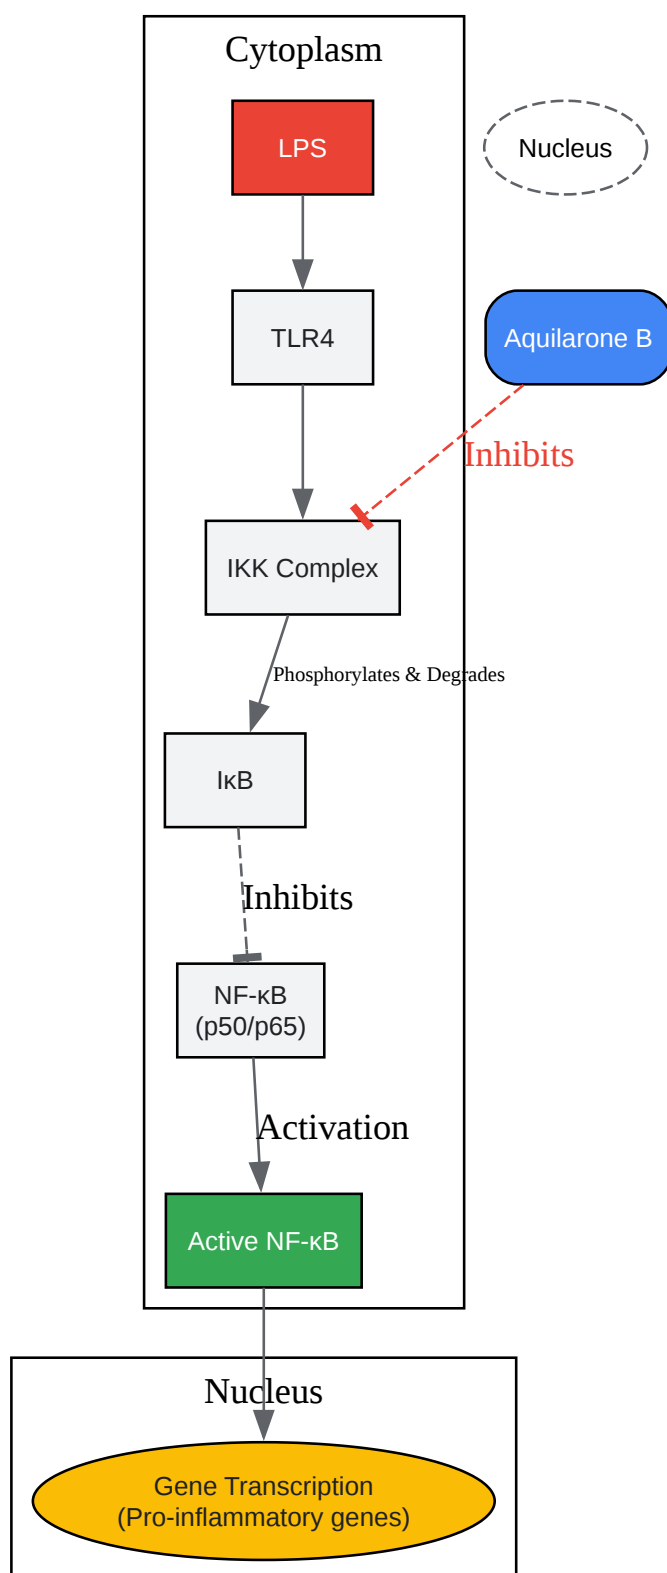 Cytoplasm
LPS
Nucleus
TLR4
Aquilarone B
Inhibits
IKK Complex
Phosphorylates & Degrades
IκB
Inhibits
NF-κB
(p50/p65)
Activation
Active NF-κB
Nucleus
Gene Transcription
(Pro-inflammatory genes)